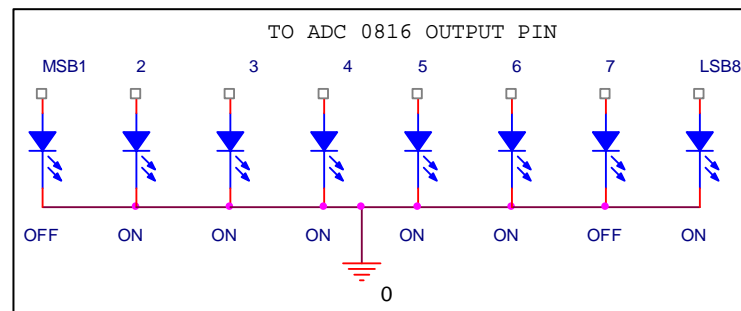 TO ADC 0816 OUTPUT PIN
MSB1 2 3 4 5 6 7 LSB8
OFF ON ON ON ON ON OFF ON
0